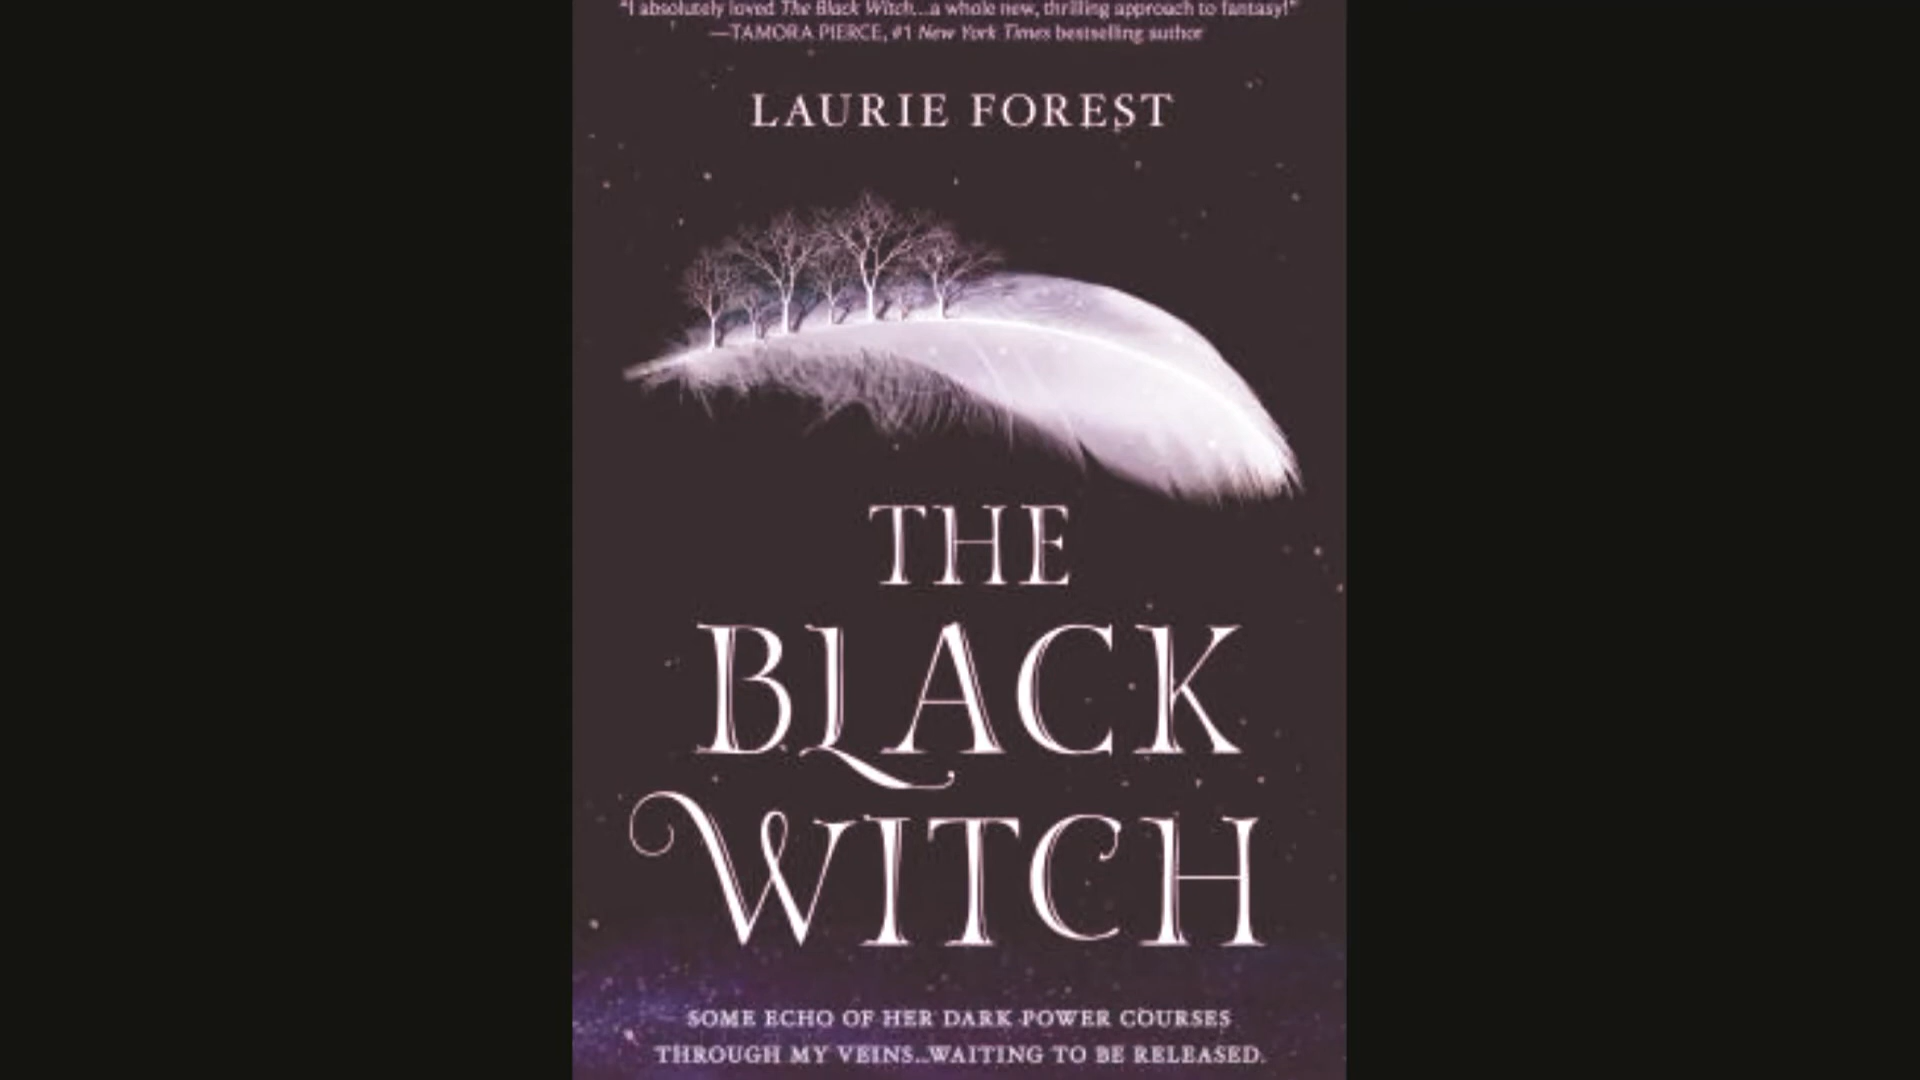 "I absolutely loved The Black Witch...a whole new, thrilling approach to fantasy!"
—TAMORA PIERCE, #1 New York Times bestselling author
LAURIE FOREST
THE
BLACK
WITCH
SOME ECHO OF HER DARK POWER COURSES
THROUGH MY VEINS...WAITING TO BE RELEASED.